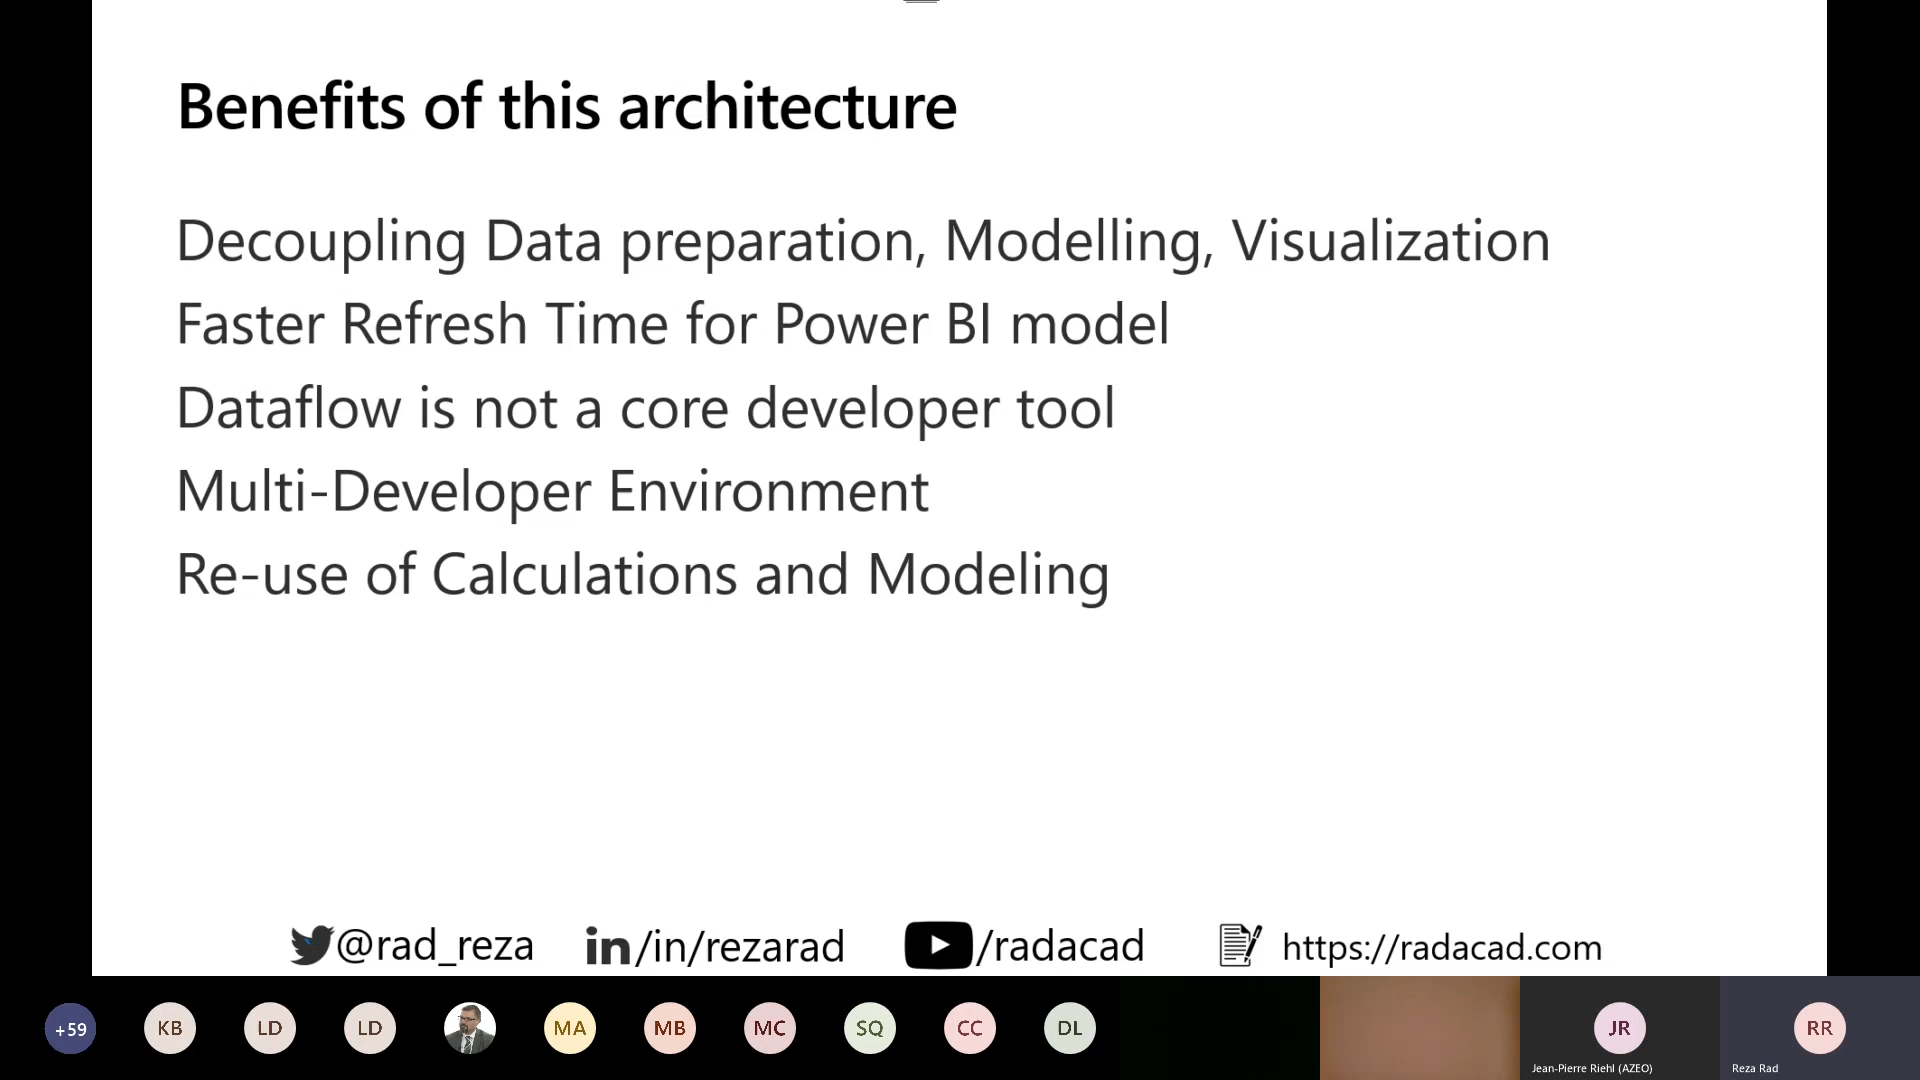 Benefits of this architecture
Decoupling Data preparation, Modelling, Visualization
Faster Refresh Time for Power BI model
Dataflow is not a core developer tool
Multi-Developer Environment
Re-use of Calculations and Modeling
@rad_reza in/in/rezarad /radacad https://radacad.com
+59 KB LD LD MA MB MC SQ CC DL JR RR
Jean-Pierre Riehl (AZEO) Reza Rad